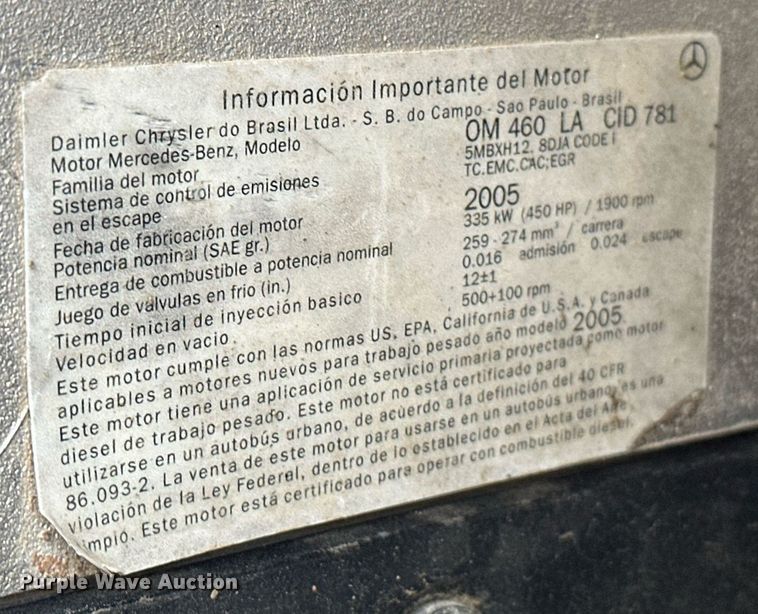 Información Importante del Motor
Daimler Chrysler do Brasil Ltda. - S. B. do Campo - Sao Paulo - Brasil
Motor Mercedes-Benz, Modelo OM 460 LA CID 781
Familia del motor 5MBXH12. 8DJA CODE I
Sistema de control de emisiones TC.EMC.CAC;EGR
en el escape
Fecha de fabricación del motor 2005
Potencia nominal (SAE gr.) 335 kW (450 HP) / 1900 rpm
Entrega de combustible a potencia nominal 259 - 274 mm³ / carrera
Juego de valvulas en frio (in.) 0.016 admisión 0.024 escape
Tiempo inicial de inyección basico 12±1
Velocidad en vacio 500+100 rpm
Este motor cumple con las normas US, EPA, California de U.S.A. y Canada
aplicables a motores nuevos para trabajo pesado año modelo 2005.
Este motor tiene una aplicación de servicio primaria proyectada como motor
diesel de trabajo pesado. Este motor no está certificado para
utilizarse en un autobús urbano, de acuerdo a la definición del 40 CFR
86.093-2. La venta de este motor para usarse en un autobús urbano, es una
violación de la Ley Federal, dentro de lo establecido en el Acta del Aire
mpio. Este motor está certificado para operar con combustible diesel.
Purple Wave Auction